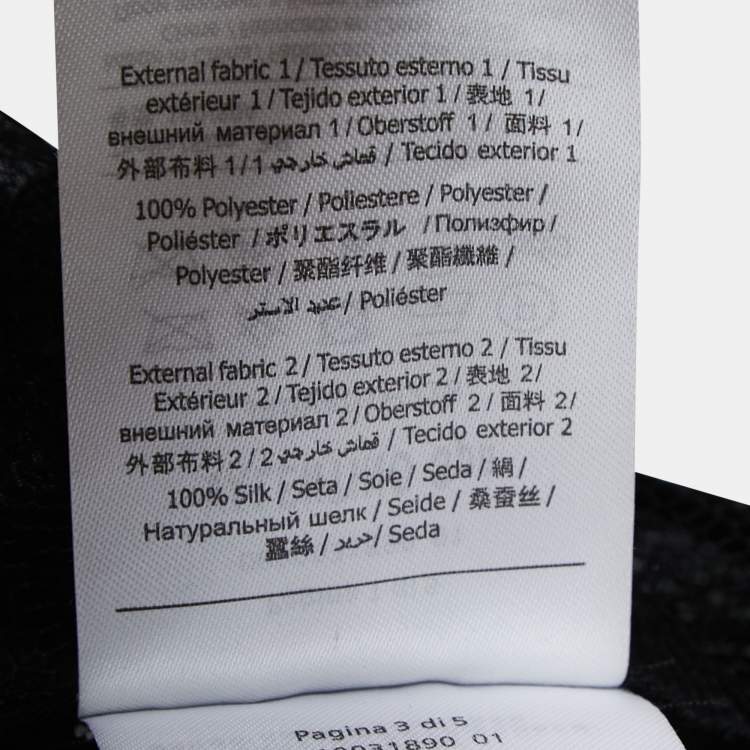 External fabric 1 / Tessuto esterno 1 / Tissu
extérieur 1 / Tejido exterior 1 / 表地 1/
внешний материал 1 / Oberstoff 1 / 面料 1/
外部布料 1 / 1 قماش خارجي / Tecido exterior 1
100% Polyester / Poliestere / Polyester /
Poliéster / ポリエステル / Полиэфир /
Polyester / 聚酯纤维 / 聚酯纖維 /
/ Poliéster
External fabric 2 / Tessuto esterno 2 / Tissu
Extérieur 2 / Tejido exterior 2 / 表地 2/
внешний материал 2 / Oberstoff 2 / 面料 2/
外部布料 2 / 2 قماش خارجي / Tecido exterior 2
100% Silk / Seta / Soie / Seda / 絹 /
Натуральный шелк / Seide / 桑蚕丝 /
蠶絲 / حرير / Seda
Pagina 3 di 5
10031890 01